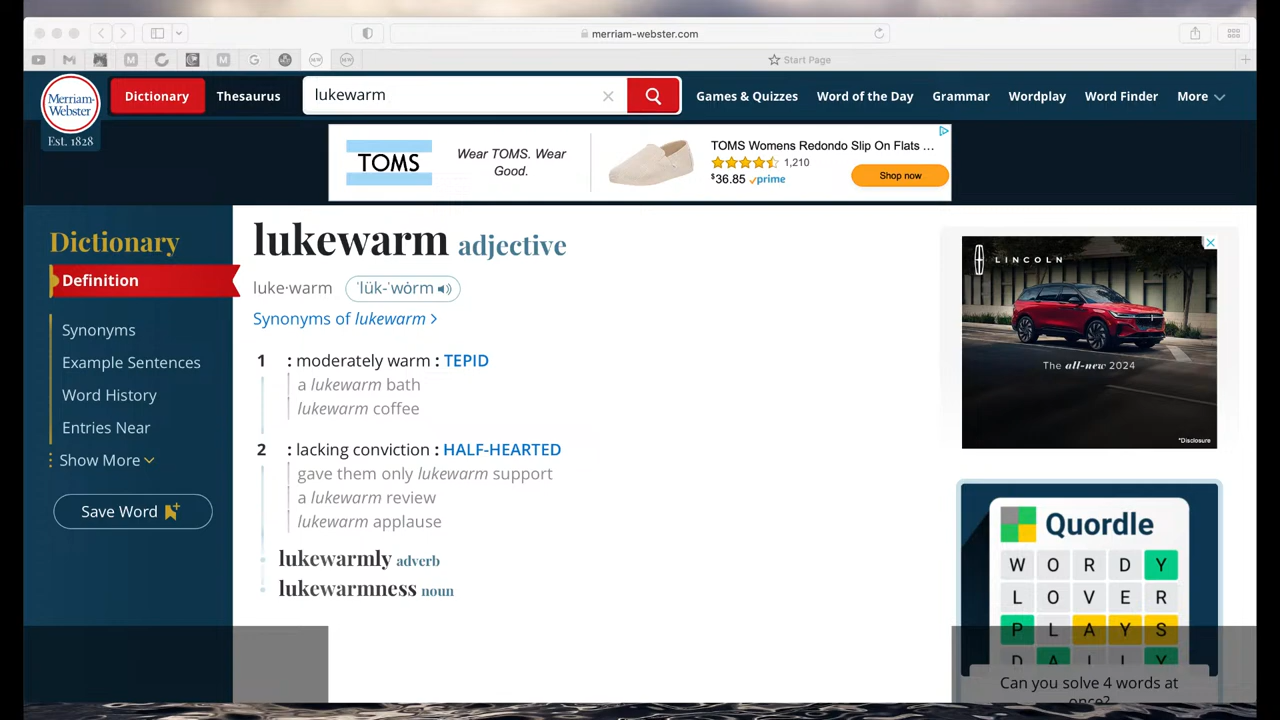 merriam-webster.com
Start Page
Merriam-
Webster
Est. 1828
Dictionary
Thesaurus
lukewarm
Games & Quizzes
Word of the Day
Grammar
Wordplay
Word Finder
More
TOMS
Wear TOMS. Wear
Good.
TOMS Womens Redondo Slip On Flats ...
1,210
$36.85 prime
Shop now
Dictionary
Definition
Synonyms
Example Sentences
Word History
Entries Near
Show More
Save Word
lukewarm adjective
luke·warm ˈlük-ˈwȯrm
Synonyms of lukewarm
1 : moderately warm : TEPID
a lukewarm bath
lukewarm coffee
2 : lacking conviction : HALF-HEARTED
gave them only lukewarm support
a lukewarm review
lukewarm applause
lukewarmly adverb
lukewarmness noun
LINCOLN
The all-new 2024
*Disclosure
Quordle
W O R D Y
L O V E R
P L A Y S
D A L L Y
Can you solve 4 words at
once?